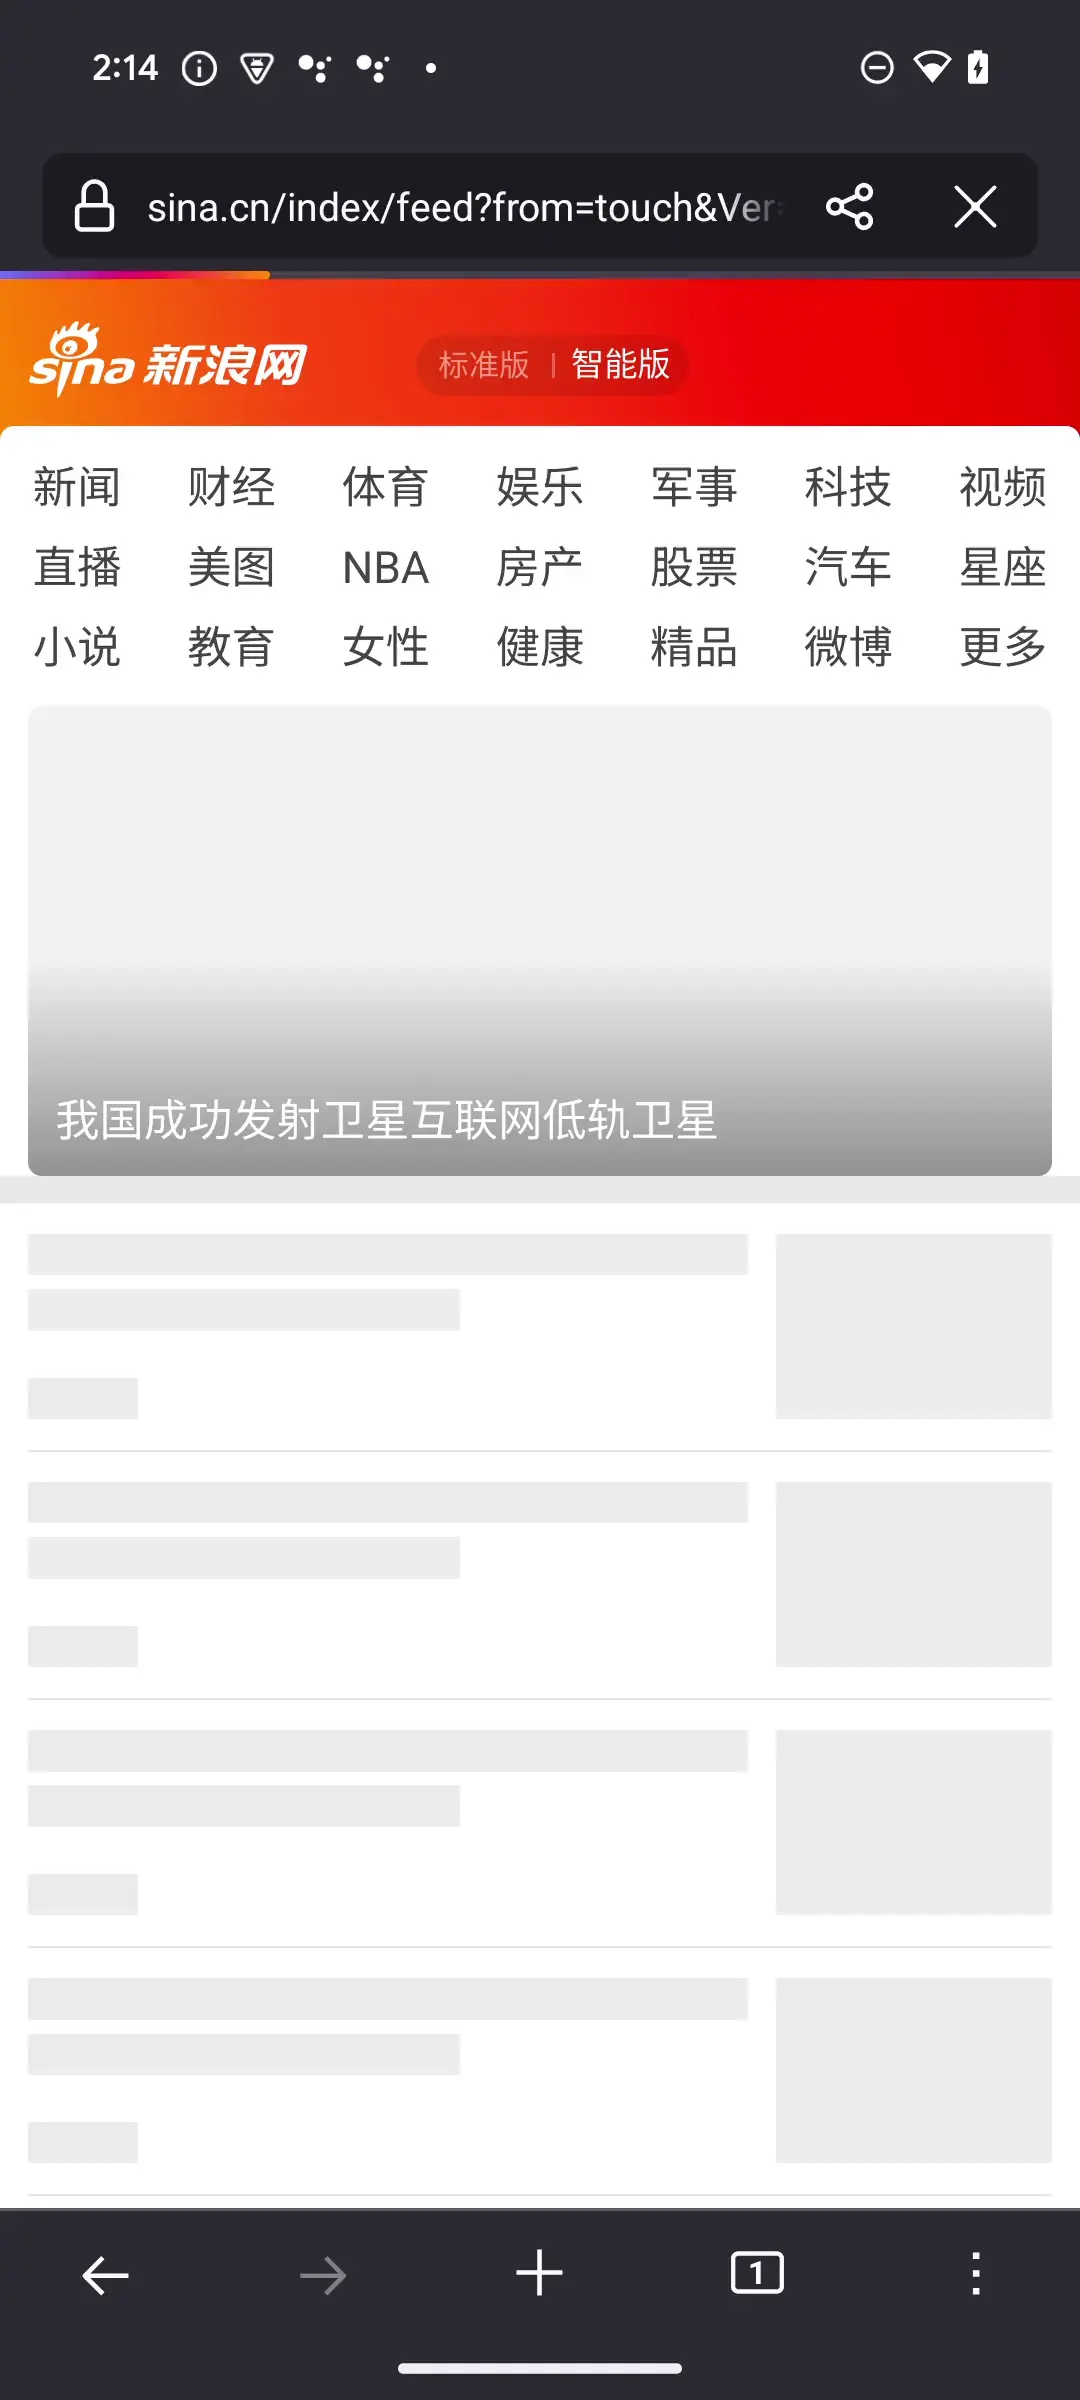 2:14
sina.cn/index/feed?from=touch&Ver=
sina 新浪网
标准版 | 智能版
新闻 财经 体育 娱乐 军事 科技 视频
直播 美图 NBA 房产 股票 汽车 星座
小说 教育 女性 健康 精品 微博 更多
我国成功发射卫星互联网低轨卫星
1